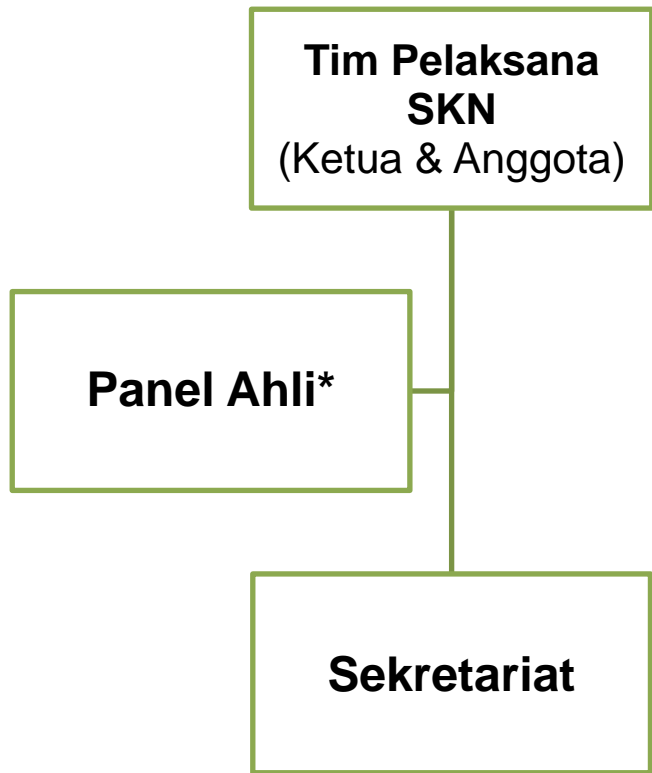 Tim Pelaksana
SKN
(Ketua & Anggota)
Panel Ahli*
Sekretariat